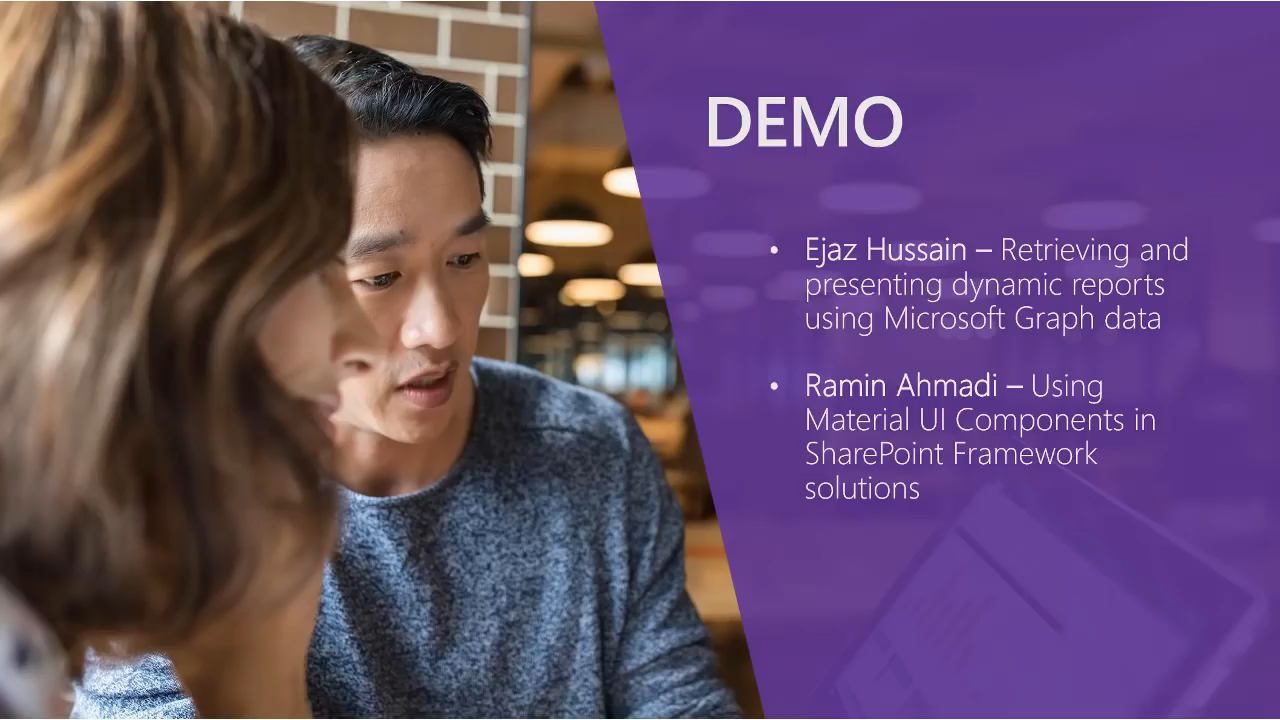 DEMO
• Ejaz Hussain – Retrieving and
presenting dynamic reports
using Microsoft Graph data
• Ramin Ahmadi – Using
Material UI Components in
SharePoint Framework
solutions